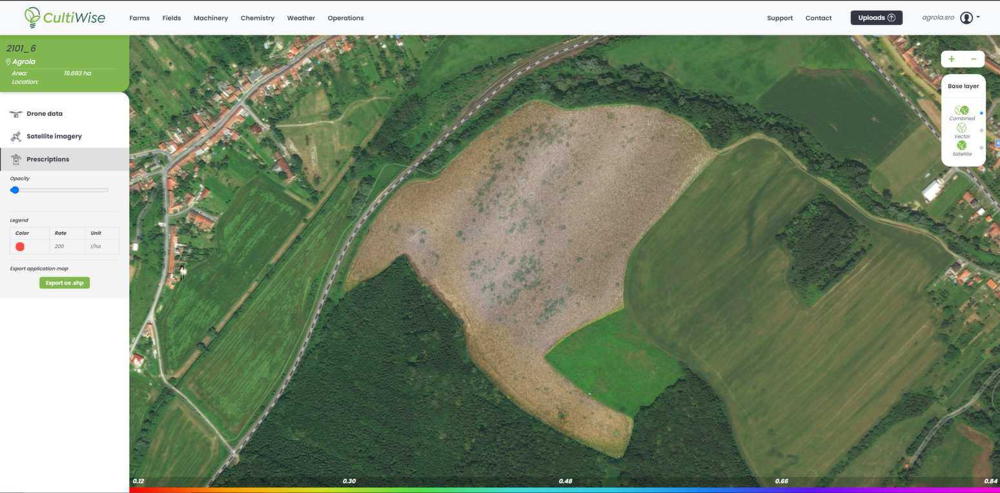 CultiWise
Farms
Fields
Machinery
Chemistry
Weather
Operations
Support
Contact
Uploads
agrola.sro
2101_6
Agrola
Area: 19.693 ha
Location:
Drone data
Satellite imagery
Prescriptions
Opacity
Legend
Color Rate Unit
200 l/ha
Export application map
Export as .shp
+ −
Base layer
Combined
Vector
Satellite
0.12 0.30 0.48 0.66 0.84